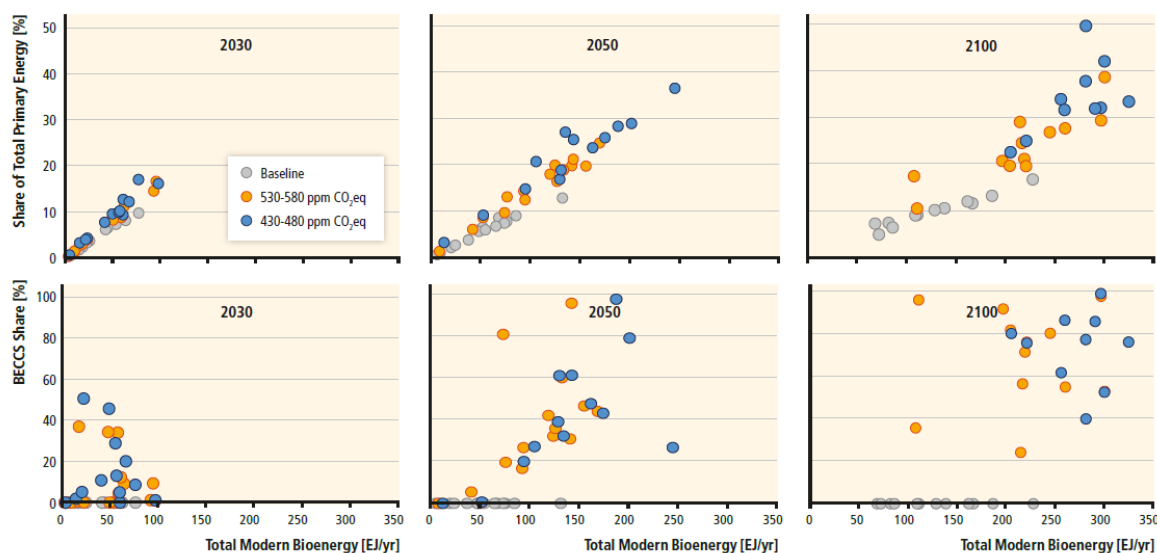 Share of Total Primary Energy [%]
50
40
30
20
10
0
2030
2050
2100
Baseline
530-580 ppm CO₂eq
430-480 ppm CO₂eq
BECCS Share [%]
100
80
60
40
20
0
2030
2050
2100
0 50 100 150 200 250 300 350
0 50 100 150 200 250 300 350
0 50 100 150 200 250 300 350
Total Modern Bioenergy [EJ/yr]
Total Modern Bioenergy [EJ/yr]
Total Modern Bioenergy [EJ/yr]